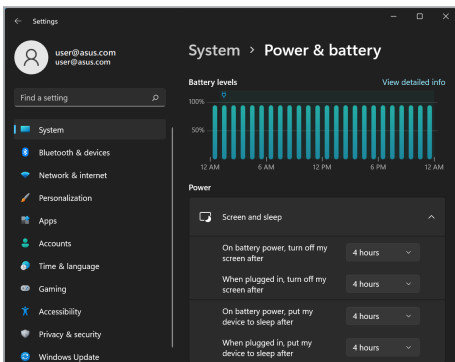 Settings
user@asus.com
user@asus.com
Find a setting
System
Bluetooth & devices
Network & internet
Personalization
Apps
Accounts
Time & language
Gaming
Accessibility
Privacy & security
Windows Update
System > Power & battery
Battery levels
View detailed info
100%
50%
12 AM 6 AM 12 PM 6 PM 12 AM
Power
Screen and sleep
On battery power, turn off my
screen after
4 hours
When plugged in, turn off my
screen after
4 hours
On battery power, put my
device to sleep after
4 hours
When plugged in, put my
device to sleep after
4 hours